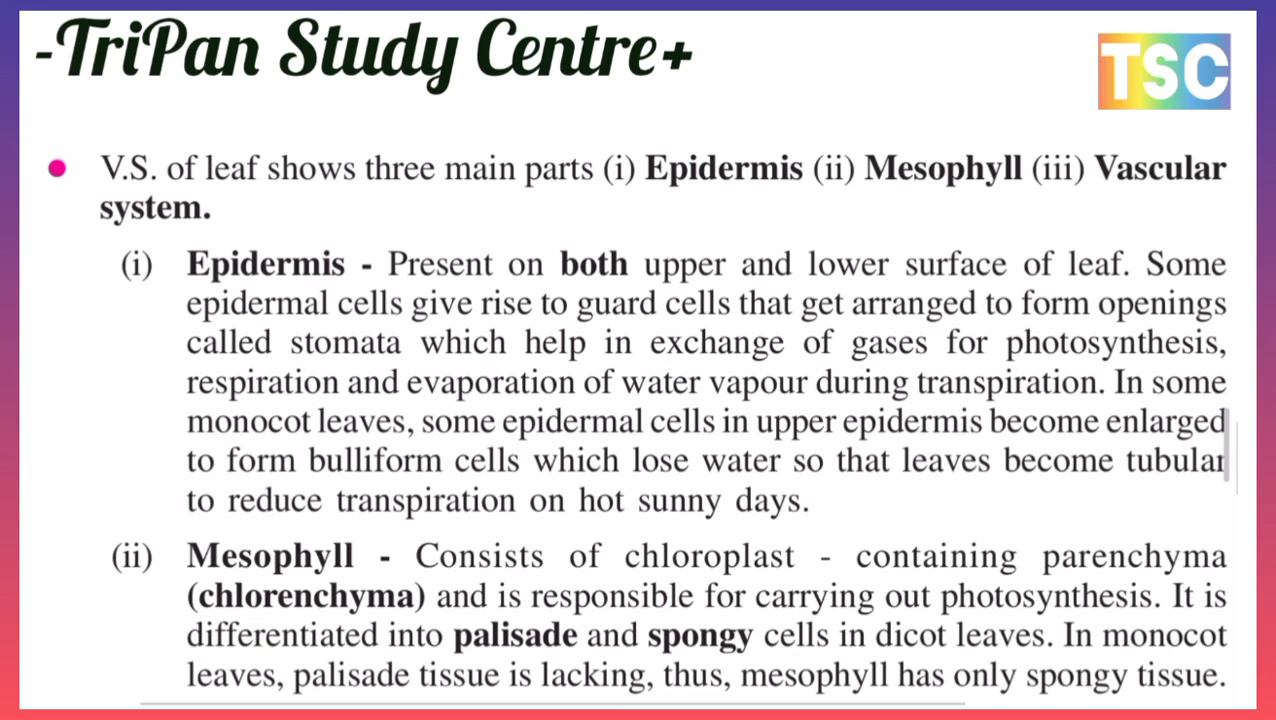 -TriPan Study Centre+
TSC
• V.S. of leaf shows three main parts (i) Epidermis (ii) Mesophyll (iii) Vascular
system.
(i) Epidermis - Present on both upper and lower surface of leaf. Some
epidermal cells give rise to guard cells that get arranged to form openings
called stomata which help in exchange of gases for photosynthesis,
respiration and evaporation of water vapour during transpiration. In some
monocot leaves, some epidermal cells in upper epidermis become enlarged
to form bulliform cells which lose water so that leaves become tubular
to reduce transpiration on hot sunny days.
(ii) Mesophyll - Consists of chloroplast - containing parenchyma
(chlorenchyma) and is responsible for carrying out photosynthesis. It is
differentiated into palisade and spongy cells in dicot leaves. In monocot
leaves, palisade tissue is lacking, thus, mesophyll has only spongy tissue.